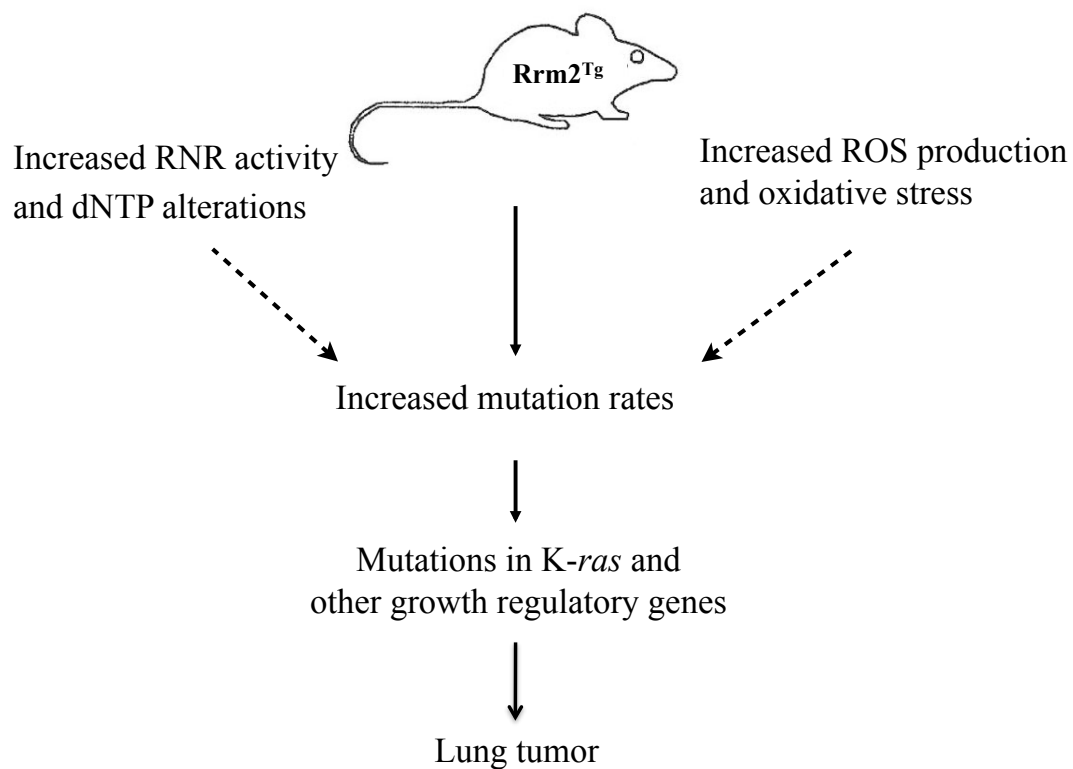 Rrm2Tg
Increased RNR activity
and dNTP alterations
Increased ROS production
and oxidative stress
Increased mutation rates
Mutations in K-ras and
other growth regulatory genes
Lung tumor